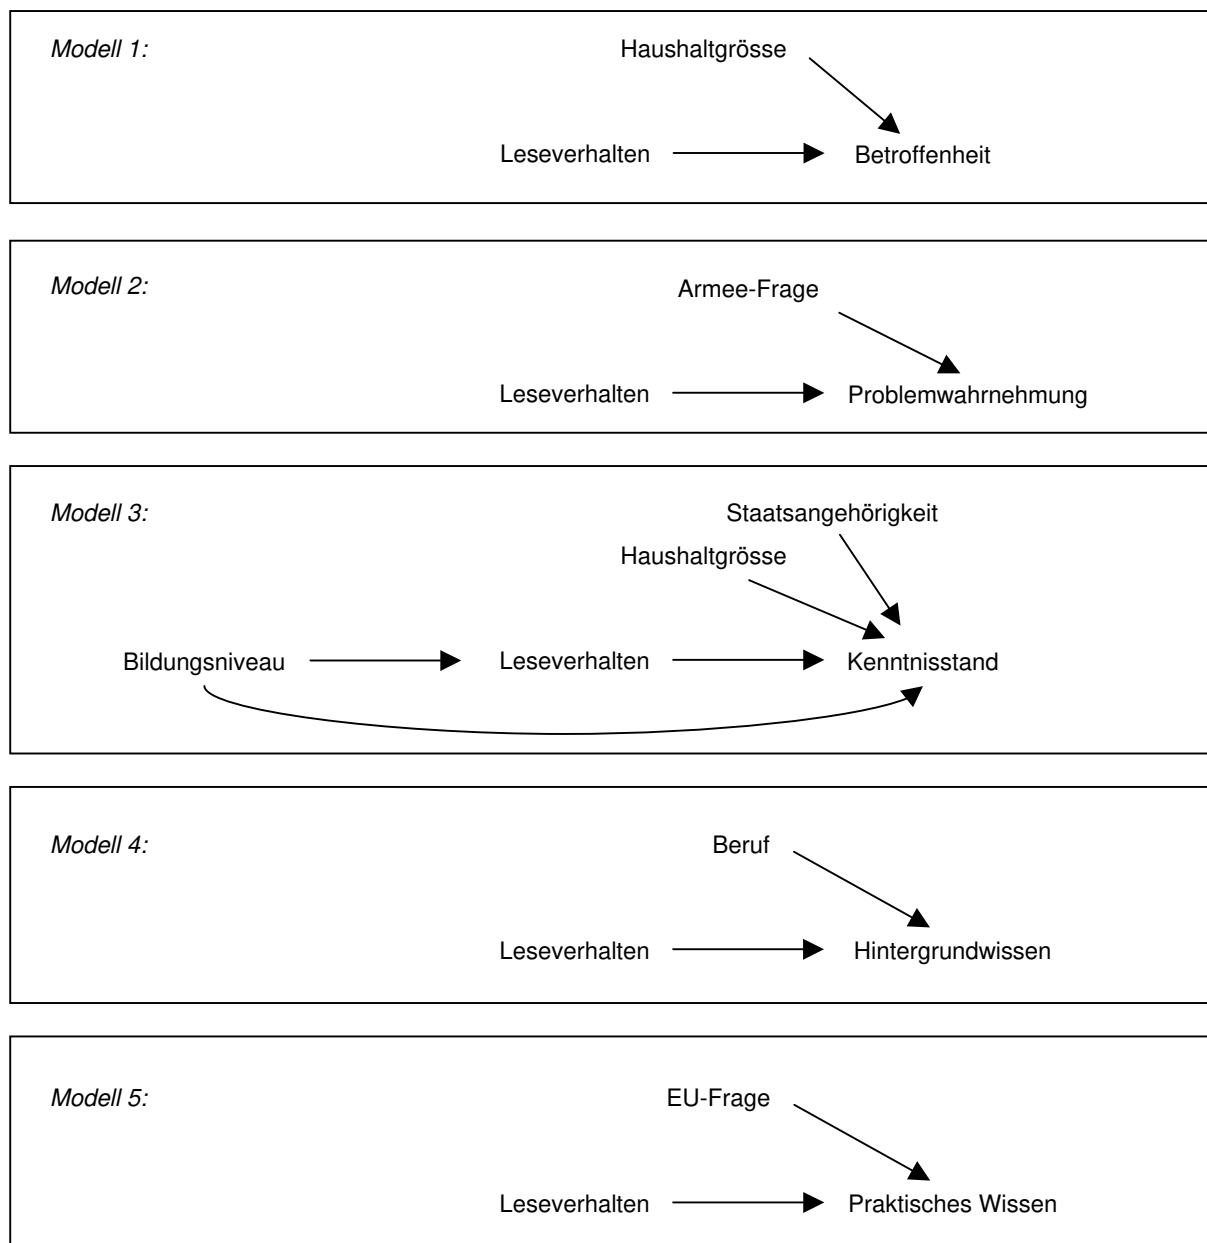 Modell 1:
Haushaltgrösse
Leseverhalten
Betroffenheit
Modell 2:
Armee-Frage
Leseverhalten
Problemwahrnehmung
Modell 3:
Staatsangehörigkeit
Haushaltgrösse
Bildungsniveau
Leseverhalten
Kenntnisstand
Modell 4:
Beruf
Leseverhalten
Hintergrundwissen
Modell 5:
EU-Frage
Leseverhalten
Praktisches Wissen